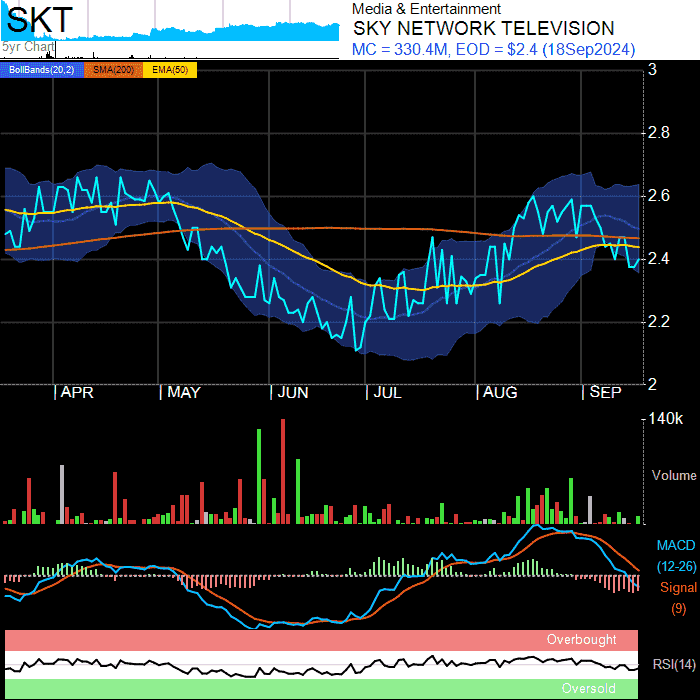 SKT
5yr Chart
Media & Entertainment
SKY NETWORK TELEVISION
MC = 330.4M, EOD = $2.4 (18Sep2024)
BollBands(20,2) SMA(200) EMA(50)
3
2.8
2.6
2.4
2.2
2
APR MAY JUN JUL AUG SEP
140k
Volume
MACD
(12-26)
Signal
(9)
Overbought
RSI(14)
Oversold